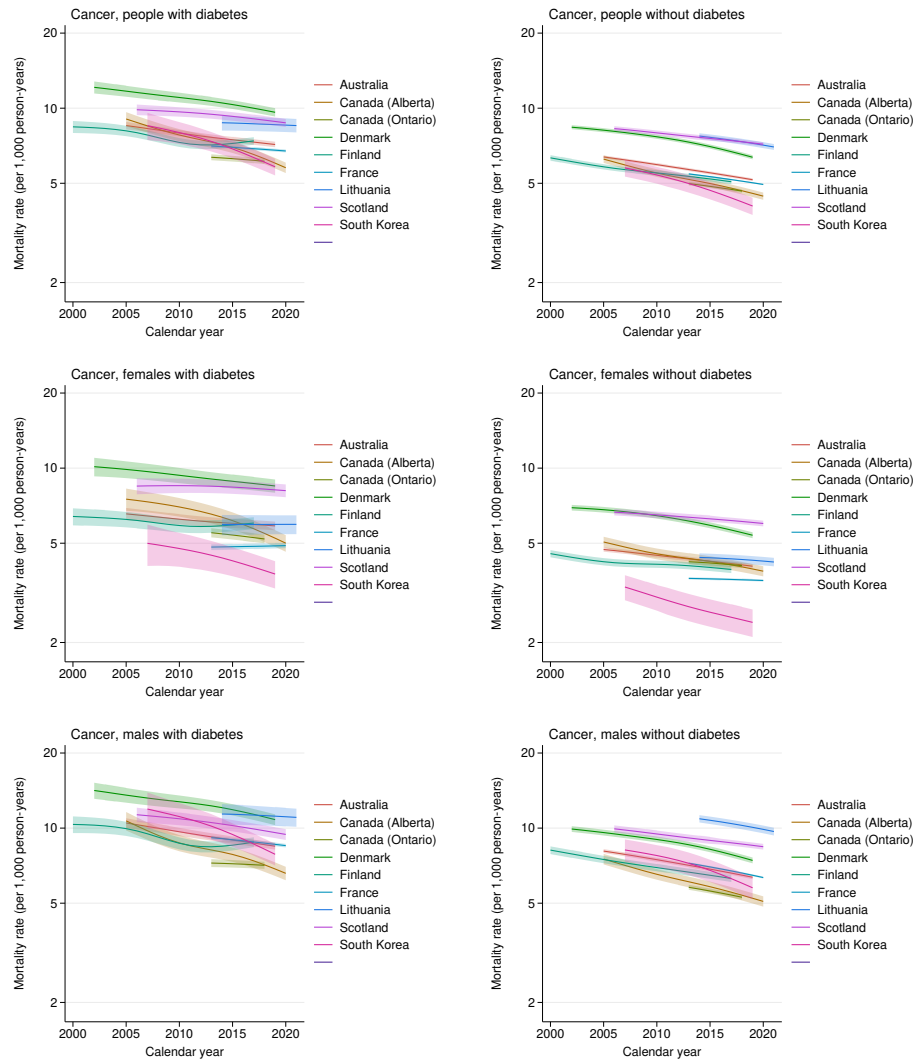 Cancer, people with diabetes
Mortality rate (per 1,000 person-years)
20
10
5
2
2000 2005 2010 2015 2020
Calendar year
Australia
Canada (Alberta)
Canada (Ontario)
Denmark
Finland
France
Lithuania
Scotland
South Korea
Cancer, people without diabetes
Mortality rate (per 1,000 person-years)
20
10
5
2
2000 2005 2010 2015 2020
Calendar year
Australia
Canada (Alberta)
Canada (Ontario)
Denmark
Finland
France
Lithuania
Scotland
South Korea
Cancer, females with diabetes
Mortality rate (per 1,000 person-years)
20
10
5
2
2000 2005 2010 2015 2020
Calendar year
Australia
Canada (Alberta)
Canada (Ontario)
Denmark
Finland
France
Lithuania
Scotland
South Korea
Cancer, females without diabetes
Mortality rate (per 1,000 person-years)
20
10
5
2
2000 2005 2010 2015 2020
Calendar year
Australia
Canada (Alberta)
Canada (Ontario)
Denmark
Finland
France
Lithuania
Scotland
South Korea
Cancer, males with diabetes
Mortality rate (per 1,000 person-years)
20
10
5
2
2000 2005 2010 2015 2020
Calendar year
Australia
Canada (Alberta)
Canada (Ontario)
Denmark
Finland
France
Lithuania
Scotland
South Korea
Cancer, males without diabetes
Mortality rate (per 1,000 person-years)
20
10
5
2
2000 2005 2010 2015 2020
Calendar year
Australia
Canada (Alberta)
Canada (Ontario)
Denmark
Finland
France
Lithuania
Scotland
South Korea